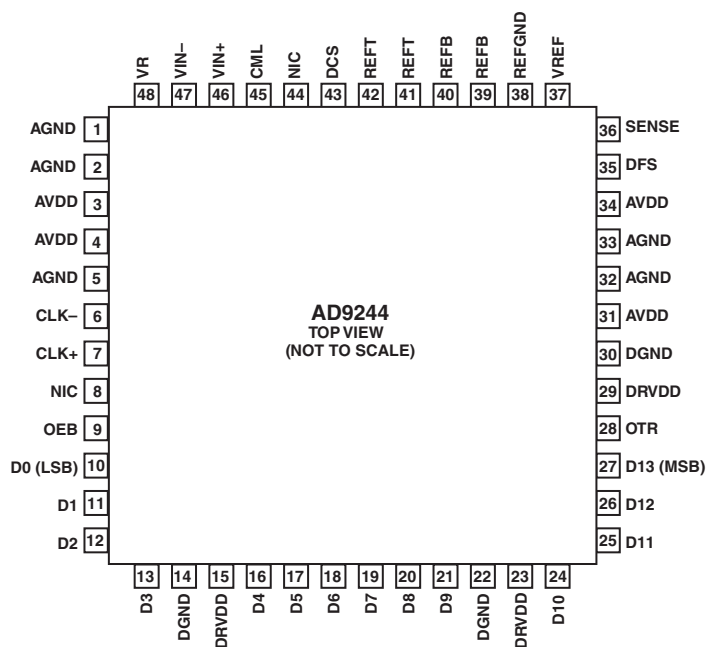 VR VIN– VIN+ CML NIC DCS REFT REFT REFB REFB REFGND VREF
48 47 46 45 44 43 42 41 40 39 38 37
AGND 1
AGND 2
AVDD 3
AVDD 4
AGND 5
CLK– 6
CLK+ 7
NIC 8
OEB 9
D0 (LSB) 10
D1 11
D2 12
AD9244
TOP VIEW
(NOT TO SCALE)
36 SENSE
35 DFS
34 AVDD
33 AGND
32 AGND
31 AVDD
30 DGND
29 DRVDD
28 OTR
27 D13 (MSB)
26 D12
25 D11
13 14 15 16 17 18 19 20 21 22 23 24
D3 DGND DRVDD D4 D5 D6 D7 D8 D9 DGND DRVDD D10